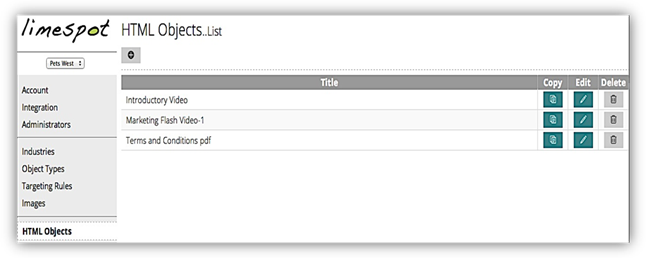 limespot
HTML Objects..List
Pets West
Title Copy Edit Delete
Account
Integration
Administrators
Industries
Object Types
Targeting Rules
Images
HTML Objects
Introductory Video
Marketing Flash Video-1
Terms and Conditions pdf